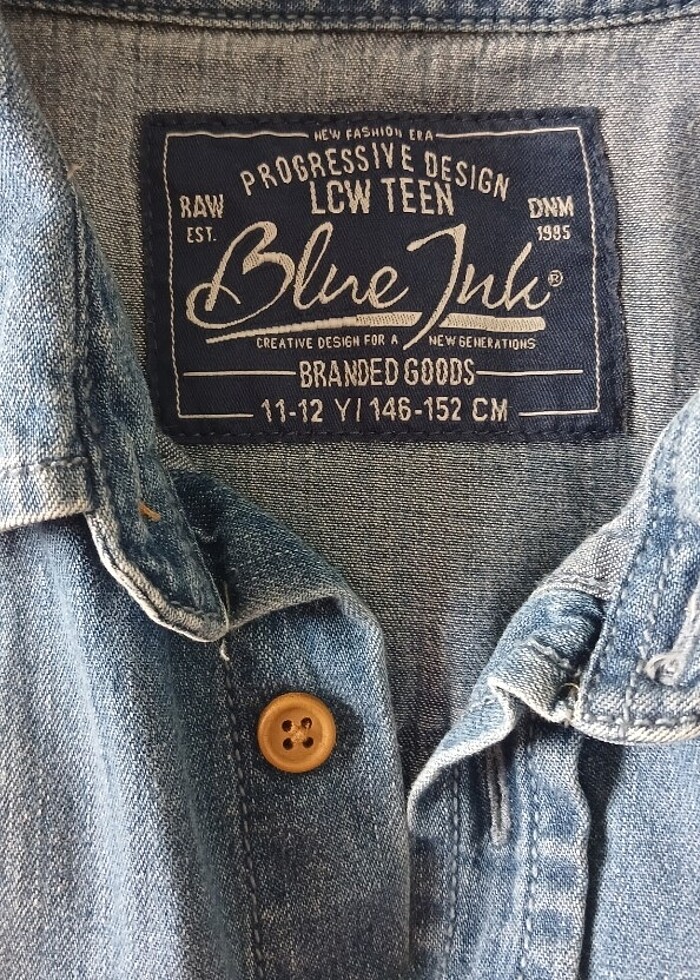 NEW FASHION ERA
PROGRESSIVE DESIGN
LCW TEEN
RAW DNM
EST. 1985
Blue Ink®
CREATIVE DESIGN FOR A NEW GENERATIONS
BRANDED GOODS
11-12 Y/146-152 CM